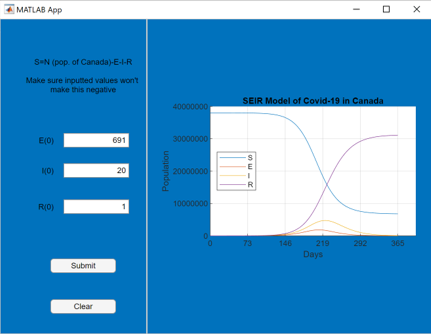 MATLAB App
S=N (pop. of Canada)-E-I-R
Make sure inputted values won't
make this negative
E(0) 691
I(0) 20
R(0) 1
Submit
Clear
SEIR Model of Covid-19 in Canada
40000000
30000000
20000000
10000000
0
Population
S
E
I
R
0 73 146 219 292 365
Days